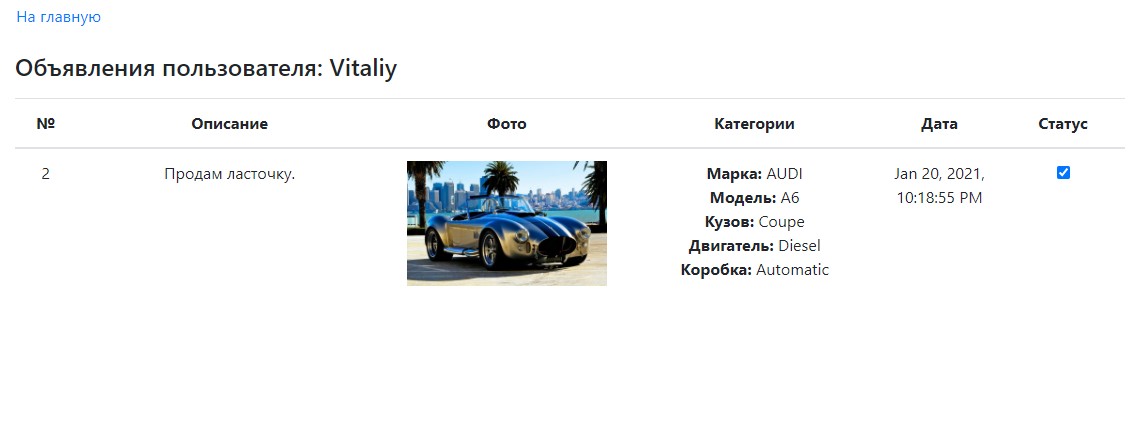 На главную
Объявления пользователя: Vitaliy
№ Описание Фото Категории Дата Статус
2 Продам ласточку. Марка: AUDI Jan 20, 2021,
Модель: A6 10:18:55 PM
Кузов: Coupe
Двигатель: Diesel
Коробка: Automatic